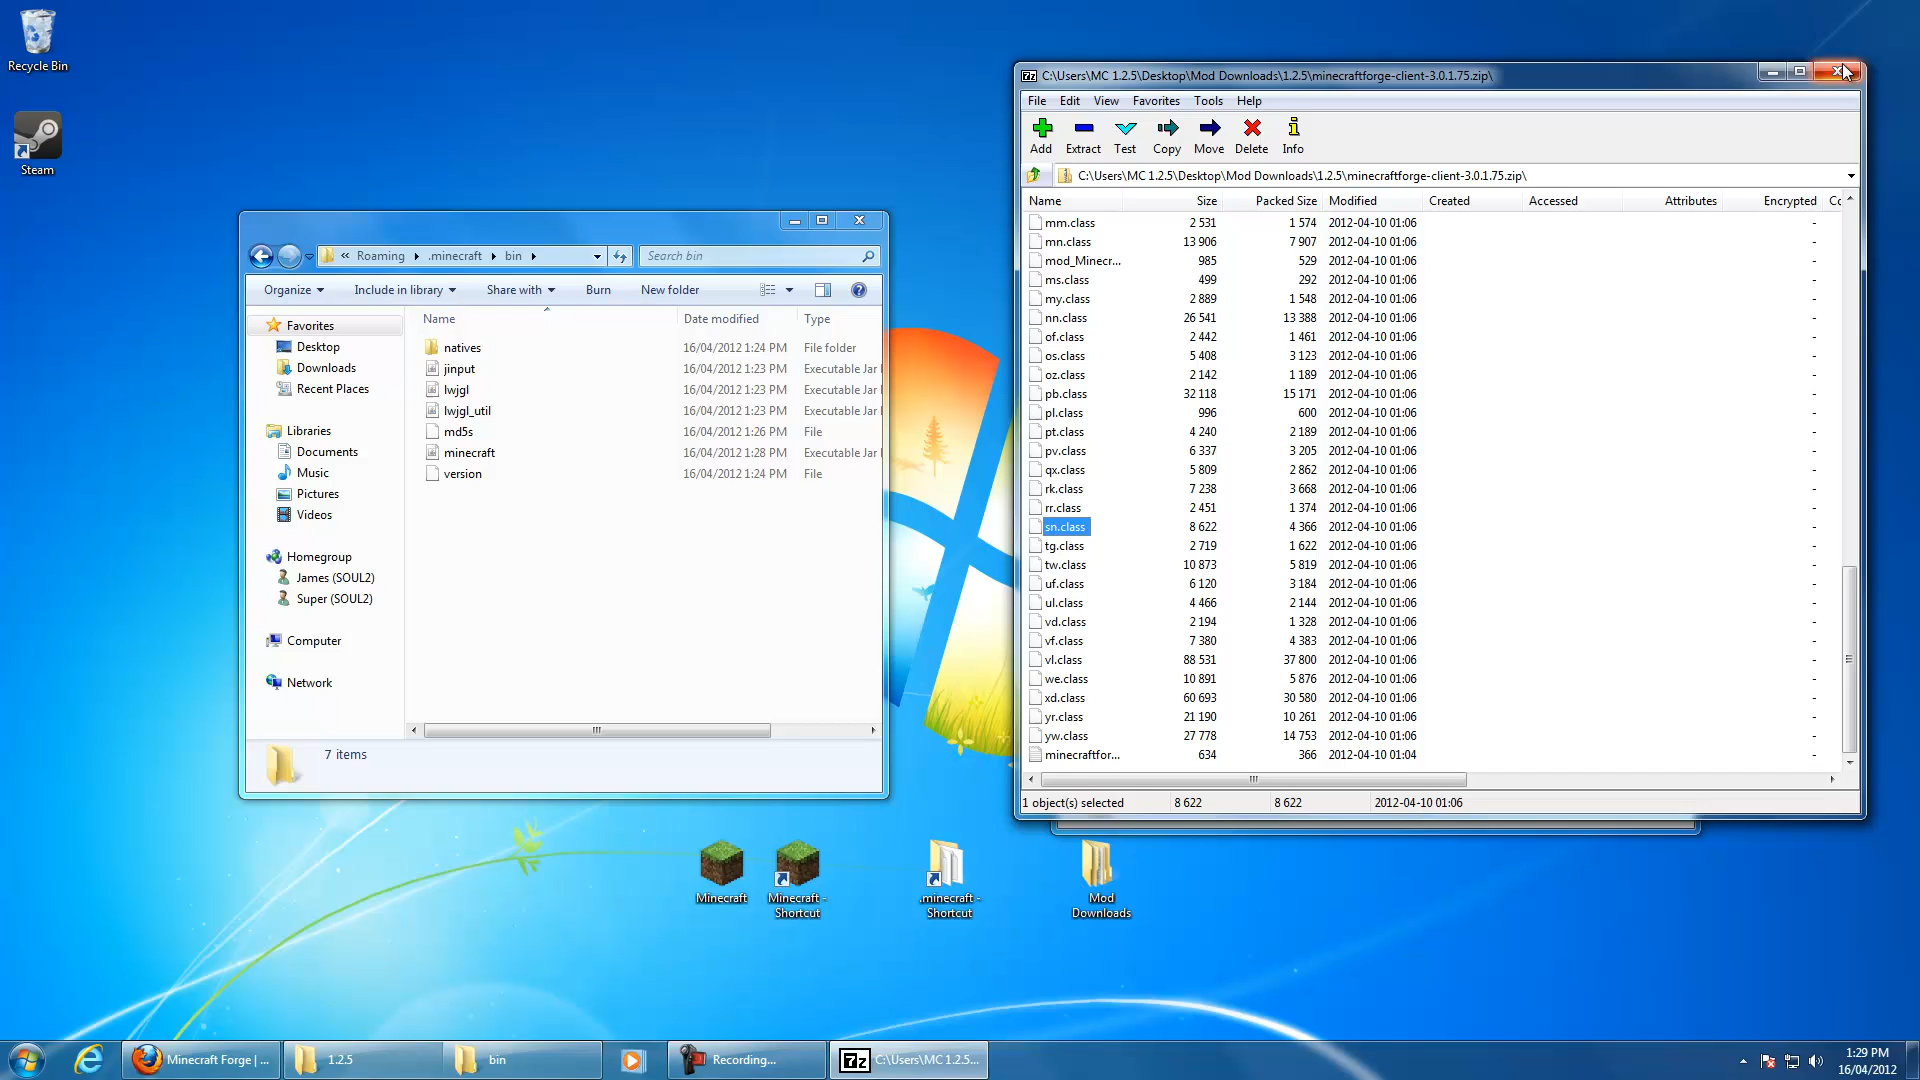 Recycle Bin
Steam
Roaming .minecraft bin
Search bin
Organize Include in library Share with Burn New folder
Favorites
Desktop
Downloads
Recent Places
Libraries
Documents
Music
Pictures
Videos
Homegroup
James (SOUL2)
Super (SOUL2)
Computer
Network
Name Date modified Type
natives 16/04/2012 1:24 PM File folder
jinput 16/04/2012 1:23 PM Executable Jar
lwjgl 16/04/2012 1:23 PM Executable Jar
lwjgl_util 16/04/2012 1:23 PM Executable Jar
md5s 16/04/2012 1:26 PM File
minecraft 16/04/2012 1:28 PM Executable Jar
version 16/04/2012 1:24 PM File
7 items
7z C:\Users\MC 1.2.5\Desktop\Mod Downloads\1.2.5\minecraftforge-client-3.0.1.75.zip\
File Edit View Favorites Tools Help
Add Extract Test Copy Move Delete Info
C:\Users\MC 1.2.5\Desktop\Mod Downloads\1.2.5\minecraftforge-client-3.0.1.75.zip\
Name Size Packed Size Modified Created Accessed Attributes Encrypted Cc
mm.class 2 531 1 574 2012-04-10 01:06 -
mn.class 13 906 7 907 2012-04-10 01:06 -
mod_Minecr... 985 529 2012-04-10 01:06 -
ms.class 499 292 2012-04-10 01:06 -
my.class 2 889 1 548 2012-04-10 01:06 -
nn.class 26 541 13 388 2012-04-10 01:06 -
of.class 2 442 1 461 2012-04-10 01:06 -
os.class 5 408 3 123 2012-04-10 01:06 -
oz.class 2 142 1 189 2012-04-10 01:06 -
pb.class 32 118 15 171 2012-04-10 01:06 -
pl.class 996 600 2012-04-10 01:06 -
pt.class 4 240 2 189 2012-04-10 01:06 -
pv.class 6 337 3 205 2012-04-10 01:06 -
qx.class 5 809 2 862 2012-04-10 01:06 -
rk.class 7 238 3 668 2012-04-10 01:06 -
rr.class 2 451 1 374 2012-04-10 01:06 -
sn.class 8 622 4 366 2012-04-10 01:06 -
tg.class 2 719 1 622 2012-04-10 01:06 -
tw.class 10 873 5 819 2012-04-10 01:06 -
uf.class 6 120 3 184 2012-04-10 01:06 -
ul.class 4 466 2 144 2012-04-10 01:06 -
vd.class 2 194 1 328 2012-04-10 01:06 -
vf.class 7 380 4 383 2012-04-10 01:06 -
vl.class 88 531 37 800 2012-04-10 01:06 -
we.class 10 891 5 876 2012-04-10 01:06 -
xd.class 60 693 30 580 2012-04-10 01:06 -
yr.class 21 190 10 261 2012-04-10 01:06 -
yw.class 27 778 14 753 2012-04-10 01:06 -
minecraftfor... 634 366 2012-04-10 01:04 -
1 object(s) selected 8 622 8 622 2012-04-10 01:06
Minecraft
Minecraft -
Shortcut
.minecraft -
Shortcut
Mod
Downloads
Minecraft Forge | ...
1.2.5
bin
Recording...
7z C:\Users\MC 1.2.5...
1:29 PM
16/04/2012